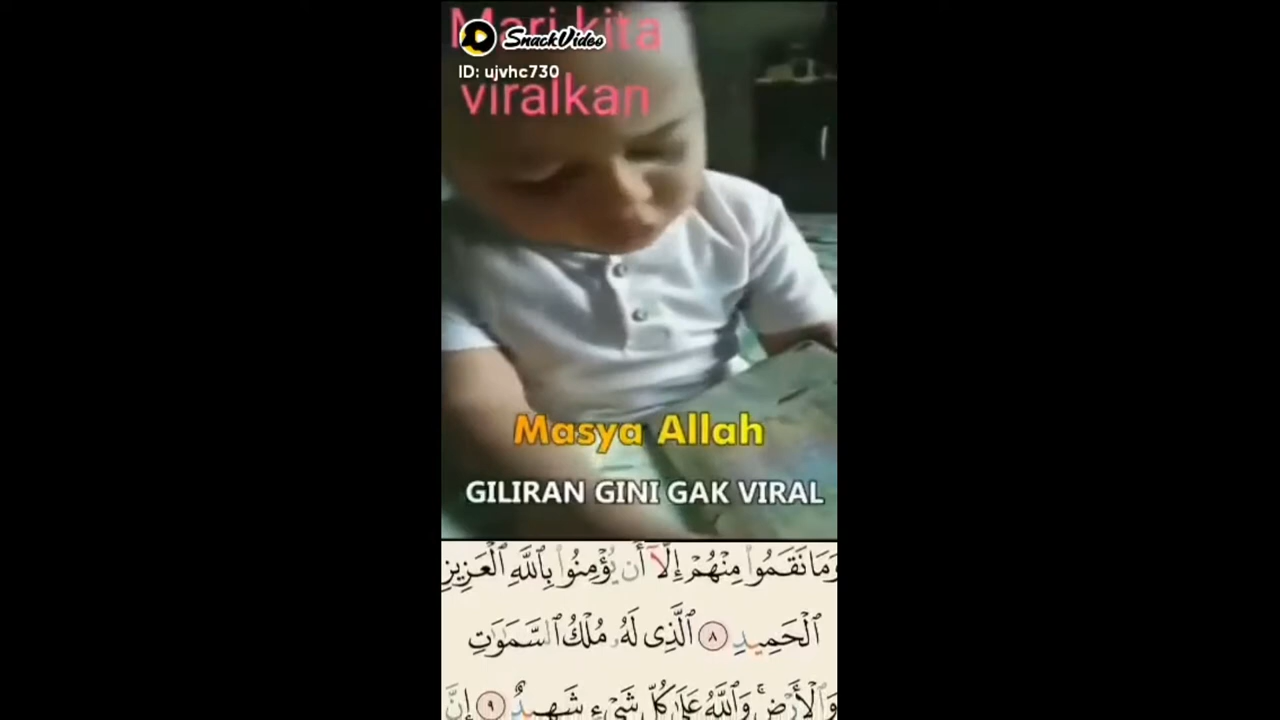 Mari kita
SnackVideo
ID: ujvhc730
viralkan
Masya Allah
GILIRAN GINI GAK VIRAL
وَمَا نَقَمُوا۟ مِنْهُمْ إِلَّآ أَن يُؤْمِنُوا۟ بِٱللَّهِ ٱلْعَزِيزِ
ٱلْحَمِيدِ ٨ ٱلَّذِى لَهُۥ مُلْكُ ٱلسَّمَٰوَٰتِ
وَٱلْأَرْضِ ۚ وَٱللَّهُ عَلَىٰ كُلِّ شَىْءٍ شَهِيدٌ ٩ إِنَّ